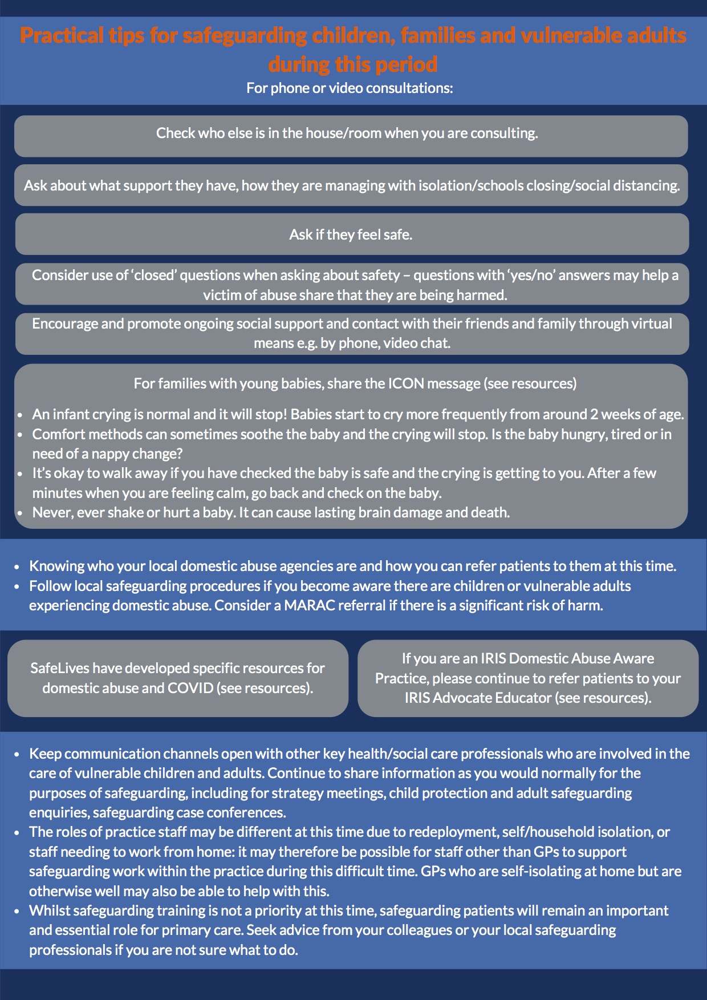 Practical tips for safeguarding children, families and vulnerable adults
during this period
For phone or video consultations:
Check who else is in the house/room when you are consulting.
Ask about what support they have, how they are managing with isolation/schools closing/social distancing.
Ask if they feel safe.
Consider use of ‘closed’ questions when asking about safety – questions with ‘yes/no’ answers may help a
victim of abuse share that they are being harmed.
Encourage and promote ongoing social support and contact with their friends and family through virtual
means e.g. by phone, video chat.
For families with young babies, share the ICON message (see resources)
• An infant crying is normal and it will stop! Babies start to cry more frequently from around 2 weeks of age.
• Comfort methods can sometimes soothe the baby and the crying will stop. Is the baby hungry, tired or in
need of a nappy change?
• It’s okay to walk away if you have checked the baby is safe and the crying is getting to you. After a few
minutes when you are feeling calm, go back and check on the baby.
• Never, ever shake or hurt a baby. It can cause lasting brain damage and death.
• Knowing who your local domestic abuse agencies are and how you can refer patients to them at this time.
• Follow local safeguarding procedures if you become aware there are children or vulnerable adults
experiencing domestic abuse. Consider a MARAC referral if there is a significant risk of harm.
SafeLives have developed specific resources for
domestic abuse and COVID (see resources).
If you are an IRIS Domestic Abuse Aware
Practice, please continue to refer patients to your
IRIS Advocate Educator (see resources).
• Keep communication channels open with other key health/social care professionals who are involved in the
care of vulnerable children and adults. Continue to share information as you would normally for the
purposes of safeguarding, including for strategy meetings, child protection and adult safeguarding
enquiries, safeguarding case conferences.
• The roles of practice staff may be different at this time due to redeployment, self/household isolation, or
staff needing to work from home: it may therefore be possible for staff other than GPs to support
safeguarding work within the practice during this difficult time. GPs who are self-isolating at home but are
otherwise well may also be able to help with this.
• Whilst safeguarding training is not a priority at this time, safeguarding patients will remain an important
and essential role for primary care. Seek advice from your colleagues or your local safeguarding
professionals if you are not sure what to do.